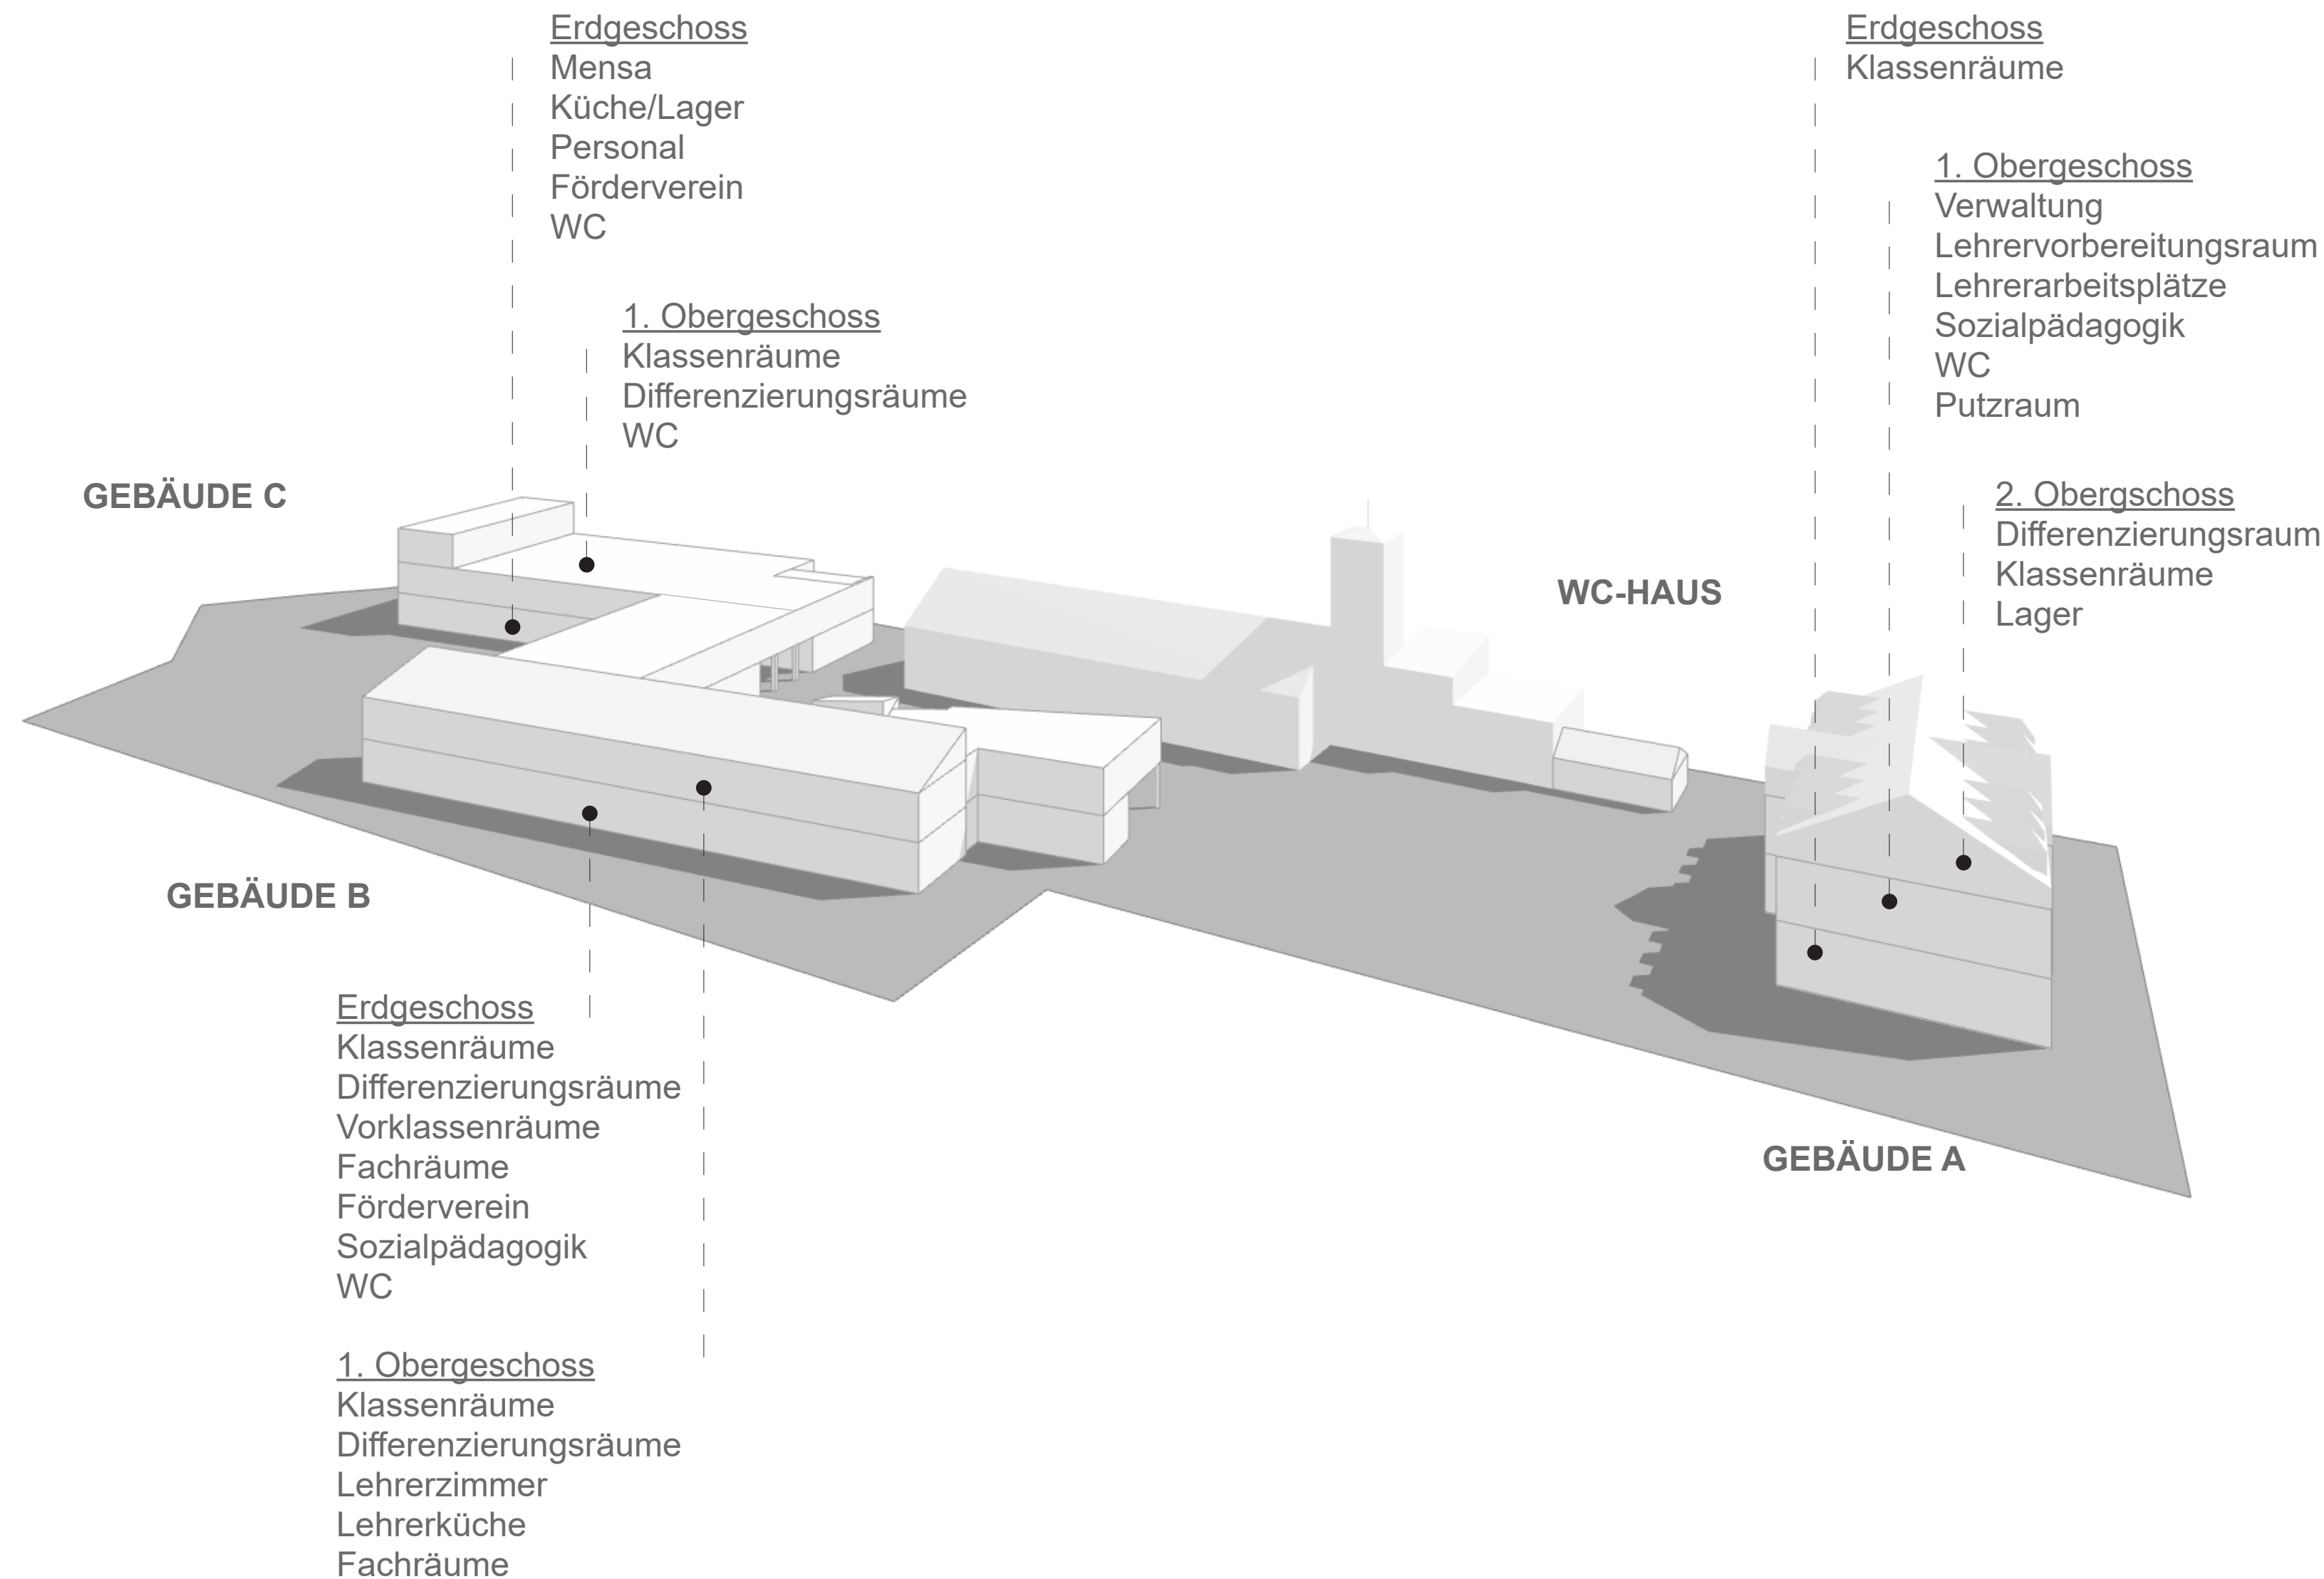 Erdgeschoss
Mensa
Küche/Lager
Personal
Förderverein
WC
1. Obergeschoss
Klassenräume
Differenzierungsräume
WC
GEBÄUDE C
Erdgeschoss
Klassenräume
1. Obergeschoss
Verwaltung
Lehrervorbereitungsraum
Lehrerarbeitsplätze
Sozialpädagogik
WC
Putzraum
2. Obergschoss
Differenzierungsraum
Klassenräume
Lager
WC-HAUS
GEBÄUDE B
Erdgeschoss
Klassenräume
Differenzierungsräume
Vorklassenräume
Fachräume
Förderverein
Sozialpädagogik
WC
1. Obergeschoss
Klassenräume
Differenzierungsräume
Lehrerzimmer
Lehrerküche
Fachräume
GEBÄUDE A